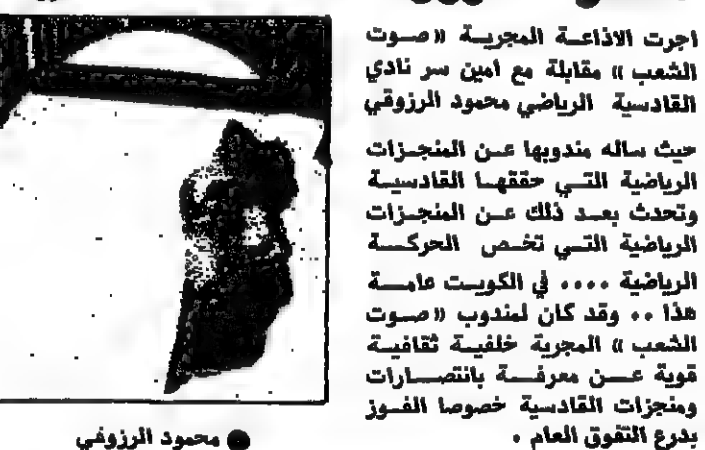 اجرت الاذاعة المجرية «صوت
الشعب» مقابلة مع امين سر نادي
القادسية الرياضي محمود الرزوقي
حيث ساله مندوبها عن المنجزات
الرياضية التي حققها القادسية
وتحدث بعد ذلك عن المنجزات
الرياضية التي تخص الحركة
الرياضية .... في الكويت عامة
هذا .. وقد كان لمندوب «صوت
الشعب» المجرية خلفية ثقافية
قوية عن معرفة بانتصارات
ومنجزات القادسية خصوصا الفوز
بدرع التفوق العام .
● محمود الرزوقي